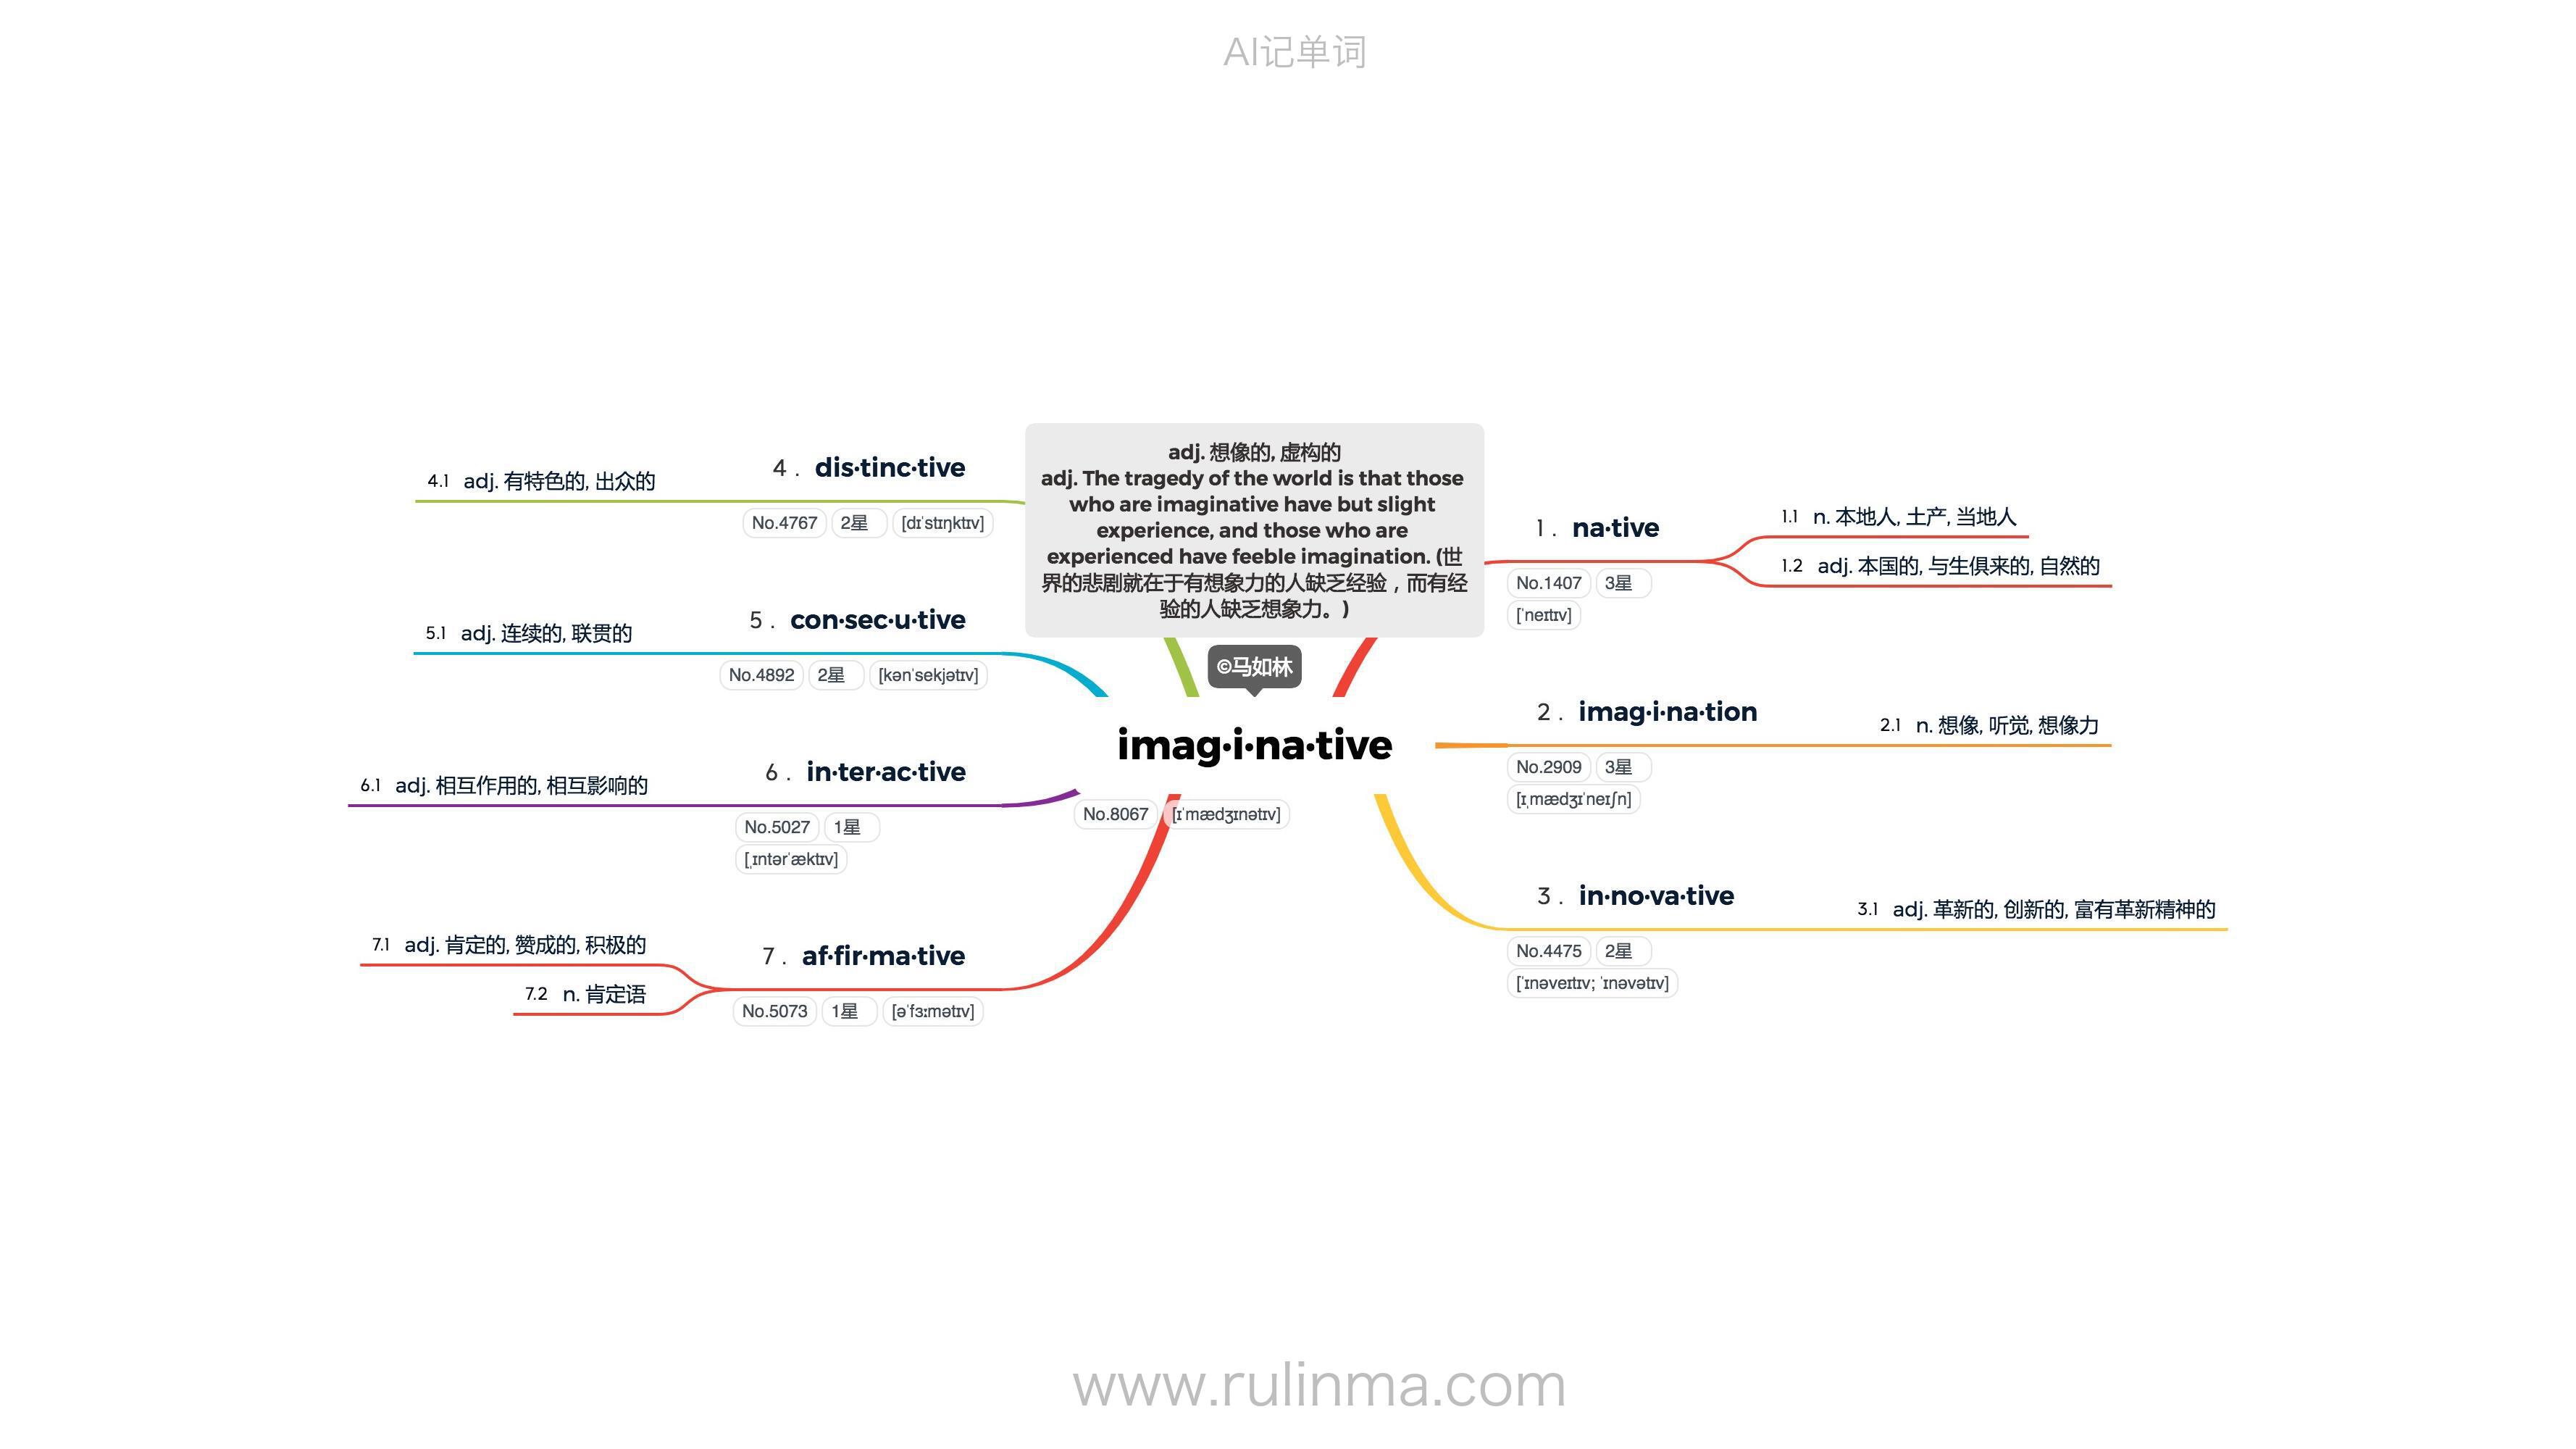 AI记单词
adj. 想像的, 虚构的
adj. The tragedy of the world is that those
who are imaginative have but slight
experience, and those who are
experienced have feeble imagination. (世
界的悲剧就在于有想象力的人缺乏经验，而有经
验的人缺乏想象力。)
©马如林
imag·i·na·tive
No.8067 [ɪˈmædʒɪnətɪv]
1 . na·tive
No.1407 3星
[ˈneɪtɪv]
1.1 n. 本地人, 土产, 当地人
1.2 adj. 本国的, 与生俱来的, 自然的
2 . imag·i·na·tion
No.2909 3星
[ɪˌmædʒɪˈneɪʃn]
2.1 n. 想像, 听觉, 想像力
3 . in·no·va·tive
No.4475 2星
[ˈɪnəveɪtɪv; ˈɪnəvətɪv]
3.1 adj. 革新的, 创新的, 富有革新精神的
4 . dis·tinc·tive
No.4767 2星 [dɪˈstɪŋktɪv]
4.1 adj. 有特色的, 出众的
5 . con·sec·u·tive
No.4892 2星 [kənˈsekjətɪv]
5.1 adj. 连续的, 联贯的
6 . in·ter·ac·tive
No.5027 1星
[ˌɪntərˈæktɪv]
6.1 adj. 相互作用的, 相互影响的
7 . af·fir·ma·tive
No.5073 1星 [əˈfɜːmətɪv]
7.1 adj. 肯定的, 赞成的, 积极的
7.2 n. 肯定语
www.rulinma.com